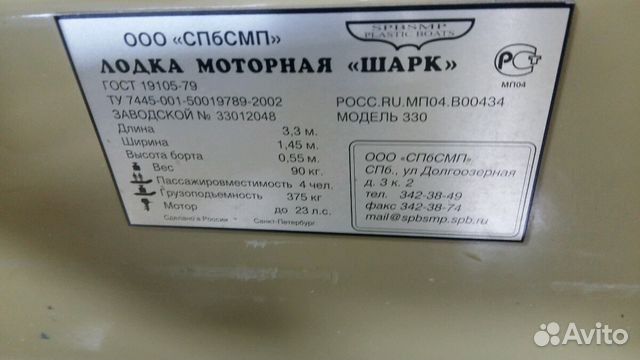 ООО «СПбСМП»
SPBSMP
PLASTIC BOATS
ЛОДКА МОТОРНАЯ «ШАРК»
ГОСТ 19105-79
ТУ 7445-001-50019789-2002
ЗАВОДСКОЙ № 33012048
МП04
РОСС.RU.МП04.В00434
МОДЕЛЬ 330
Длина 3,3 м.
Ширина 1,45 м.
Высота борта 0,55 м.
Вес 90 кг.
Пассажировместимость 4 чел.
Грузоподъемность 375 кг
Мотор до 23 л.с.
Сделано в России Санкт-Петербург
ООО «СПбСМП»
СПб., ул Долгоозерная
д. 3 к. 2
тел. 342-38-49
факс 342-38-74
mail@spbsmp.spb.ru
Avito